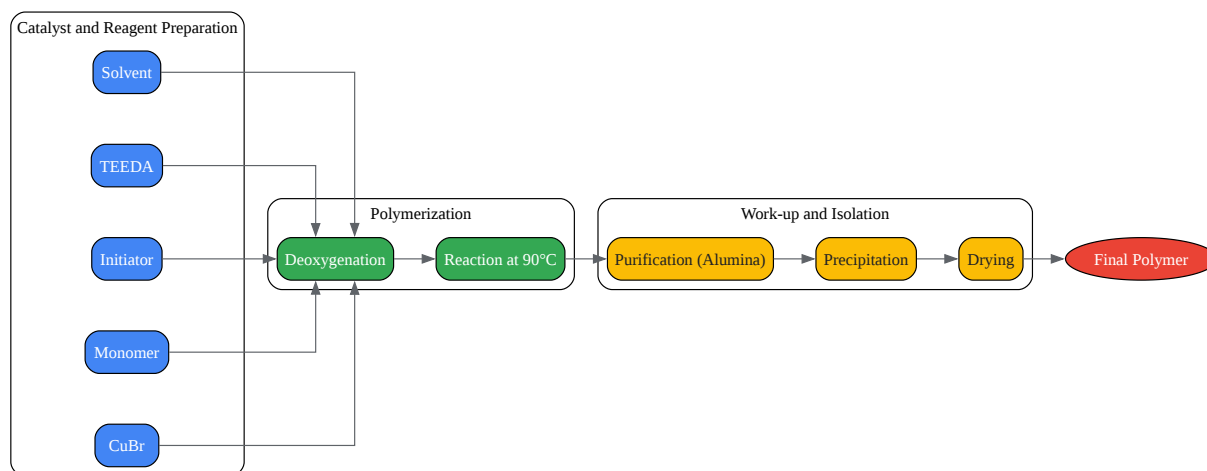 Catalyst and Reagent Preparation
Solvent
TEEDA
Initiator
Monomer
CuBr
Polymerization
Deoxygenation
Reaction at 90°C
Work-up and Isolation
Purification (Alumina)
Precipitation
Drying
Final Polymer